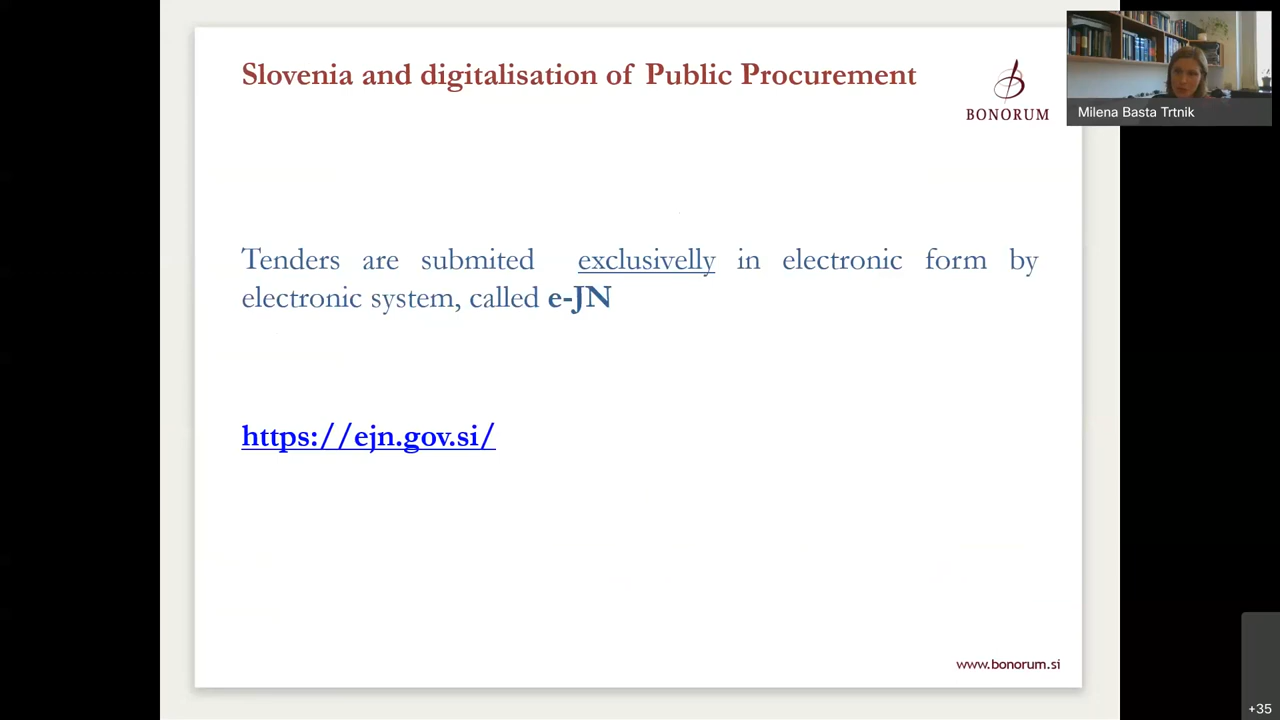 Slovenia and digitalisation of Public Procurement
BONORUM
Milena Basta Trtnik
Tenders are submited exclusivelly in electronic form by
electronic system, called e-JN
https://ejn.gov.si/
www.bonorum.si
+35